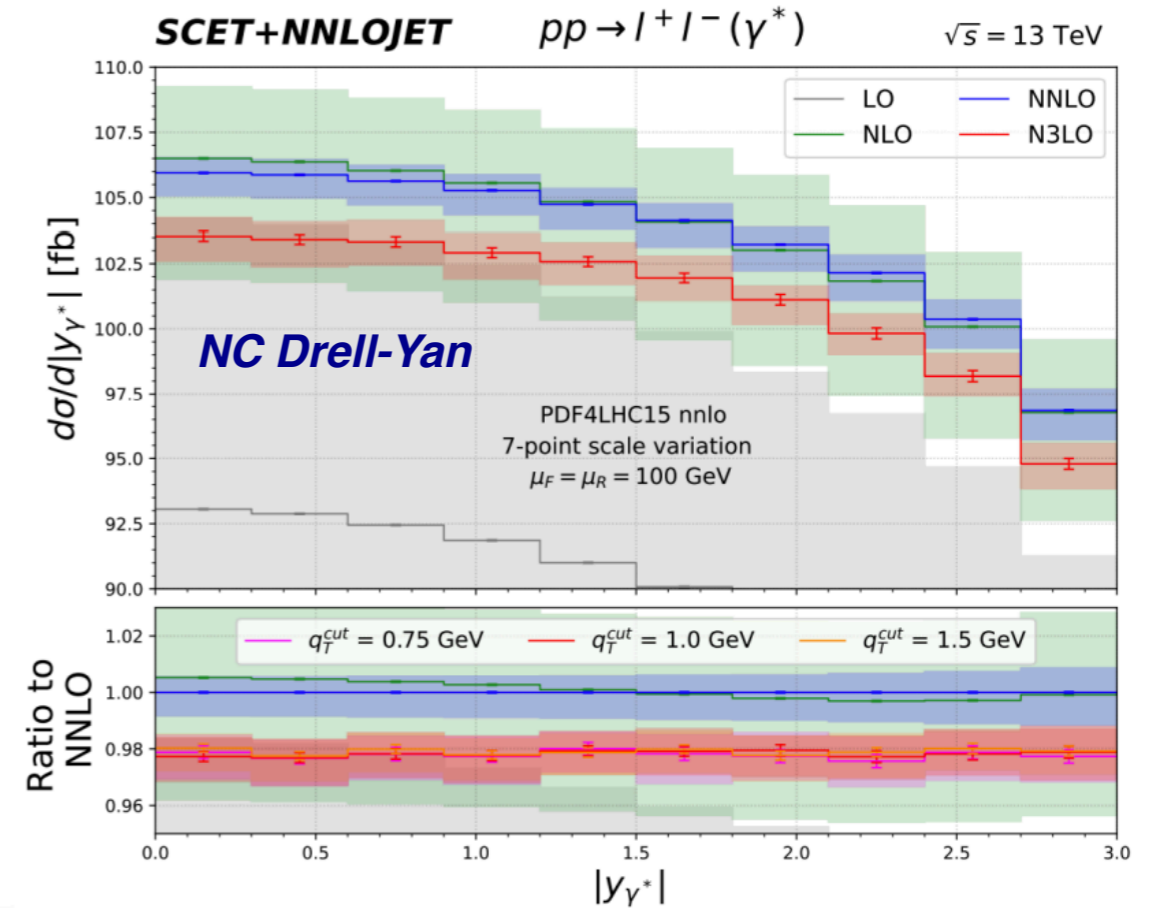 SCET+NNLOJET pp → l⁺l⁻(γ*) √s = 13 TeV
dσ/d|y_γ*| [fb]
110.0
107.5
105.0
102.5
100.0
97.5
95.0
92.5
90.0
LO NNLO
NLO N3LO
NC Drell-Yan
PDF4LHC15 nnlo
7-point scale variation
μ_F = μ_R = 100 GeV
Ratio to
NNLO
1.02
1.00
0.98
0.96
q_T^cut = 0.75 GeV q_T^cut = 1.0 GeV q_T^cut = 1.5 GeV
0.0 0.5 1.0 1.5 2.0 2.5 3.0
|y_γ*|